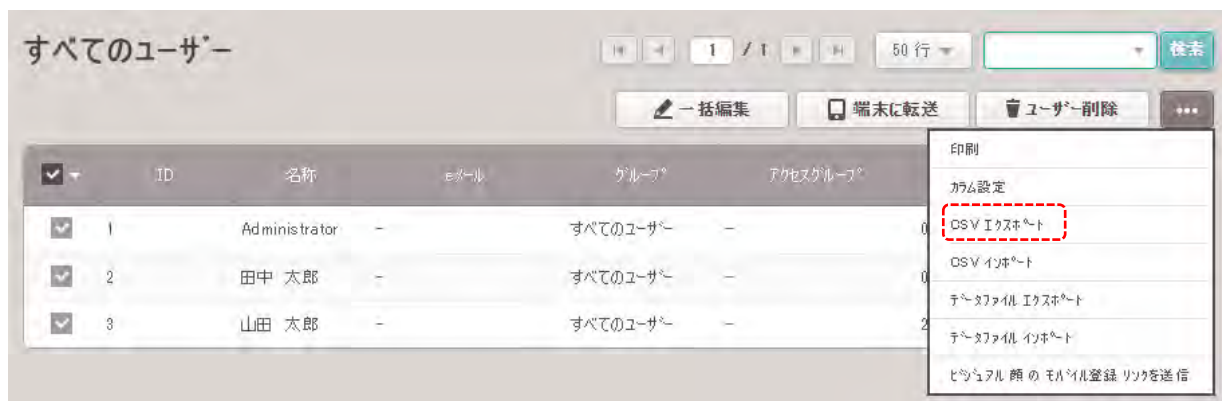 すべてのユーザー
1 / 1
50 行
検索
一括編集
端末に転送
ユーザー削除
•••
ID 名称 eメール グループ アクセスグループ
1 Administrator - すべてのユーザー - 0
2 田中 太郎 - すべてのユーザー - 0
3 山田 太郎 - すべてのユーザー - 2
印刷
カラム設定
CSV エクスポート
CSV インポート
データファイル エクスポート
データファイル インポート
ビジュアル 顔 の モバイル登録 リンクを送信